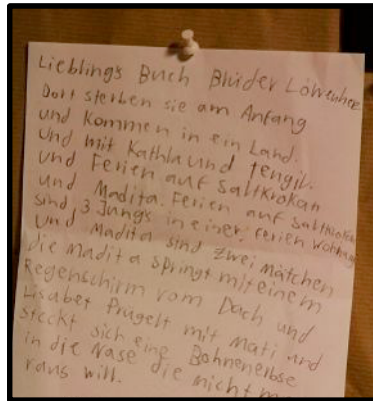 Lieblings Buch Brüder Löwenherz
Dort sterben sie am Anfang
und kommen in ein Land.
und mit Kathla und Tengil.
und Ferien auf Saltkrokan
und Madita. Ferien auf Saltkrokan
sind 3 Jungs in einer. Ferien Wohnung
und Madita sind zwei mätchen
die madita springt mit einem
Regenschirm vom Dach und
Lisabet prugelt mit Mati und
steckt sich eine Bohnenerbse
in die Nase die nicht m
raus will.